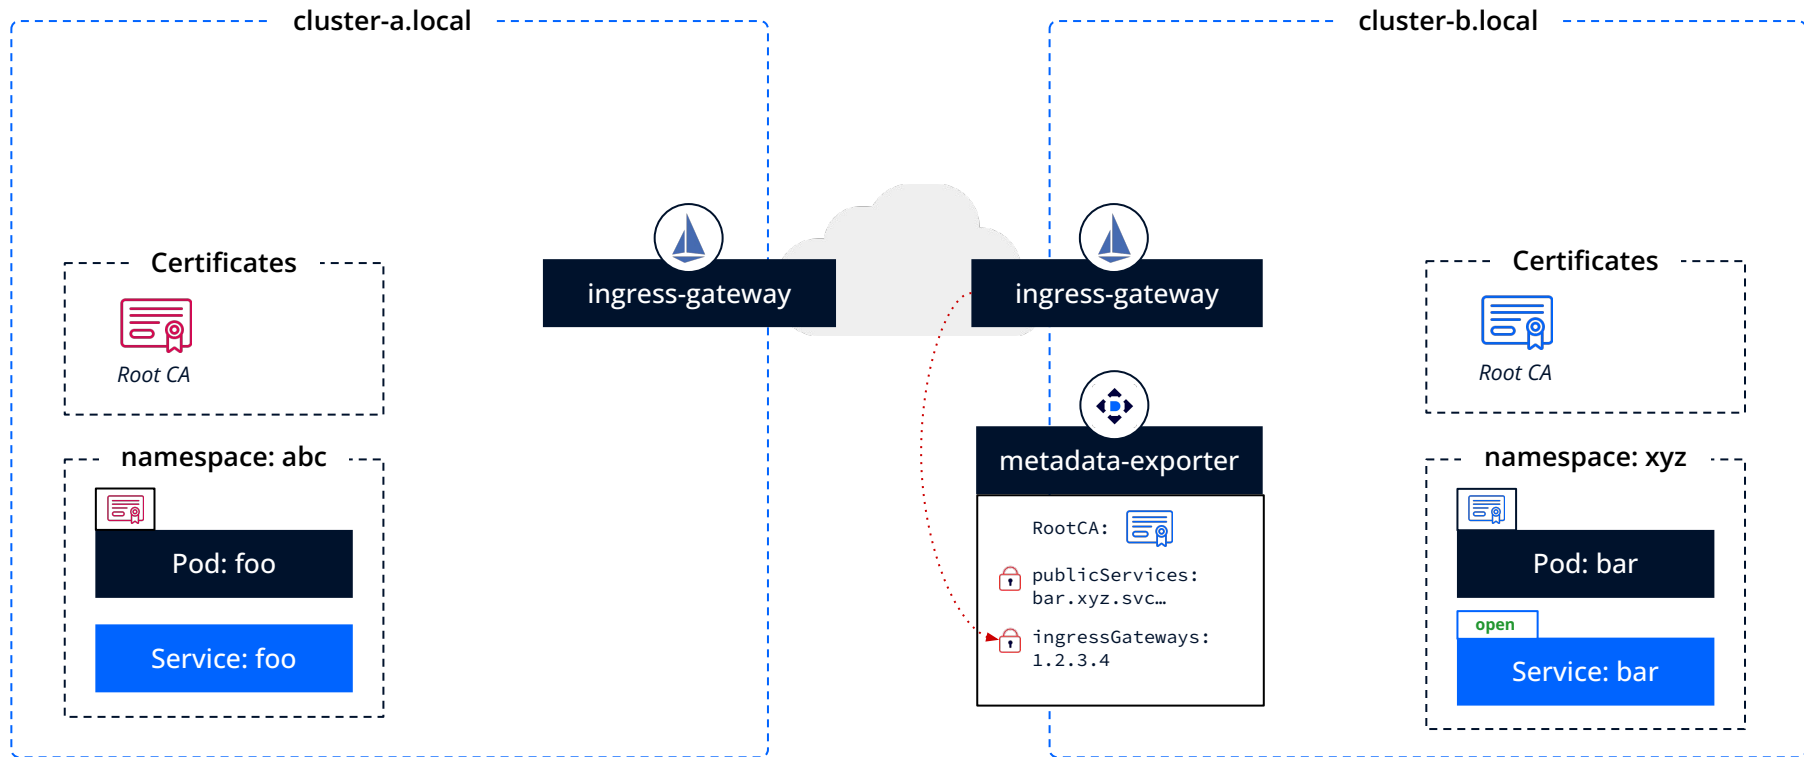 cluster-a.local
ingress-gateway
Certificates
Root CA
namespace: abc
Pod: foo
Service: foo
cluster-b.local
ingress-gateway
metadata-exporter
RootCA:
publicServices:
bar.xyz.svc…
ingressGateways:
1.2.3.4
Certificates
Root CA
namespace: xyz
Pod: bar
open
Service: bar